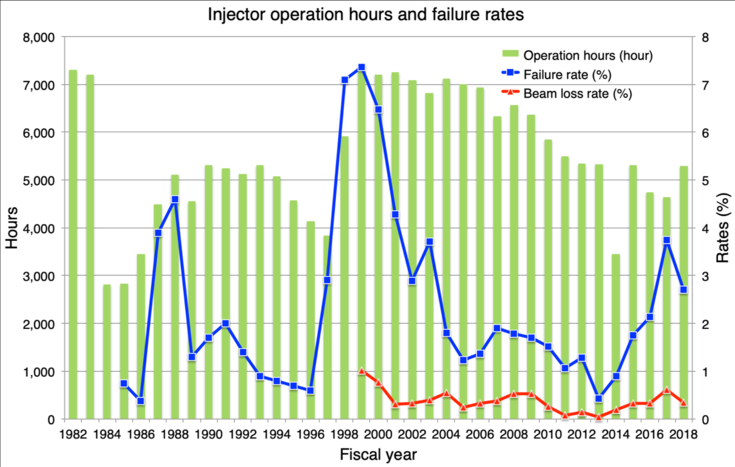 Injector operation hours and failure rates
8,000 8
Operation hours (hour)
7,000 Failure rate (%) 7
Beam loss rate (%)
6,000 6
5,000 5
Hours
4,000 4
Rates (%)
3,000 3
2,000 2
1,000 1
0 0
1982 1984 1986 1988 1990 1992 1994 1996 1998 2000 2002 2004 2006 2008 2010 2012 2014 2016 2018
Fiscal year